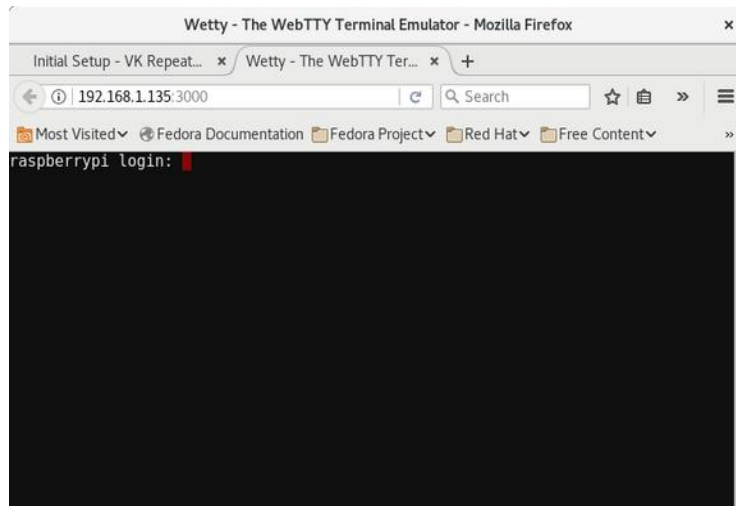 Wetty - The WebTTY Terminal Emulator - Mozilla Firefox ×
Initial Setup - VK Repeat... × Wetty - The WebTTY Ter... × +
192.168.1.135:3000 Search »
Most Visited Fedora Documentation Fedora Project Red Hat Free Content »
raspberrypi login: